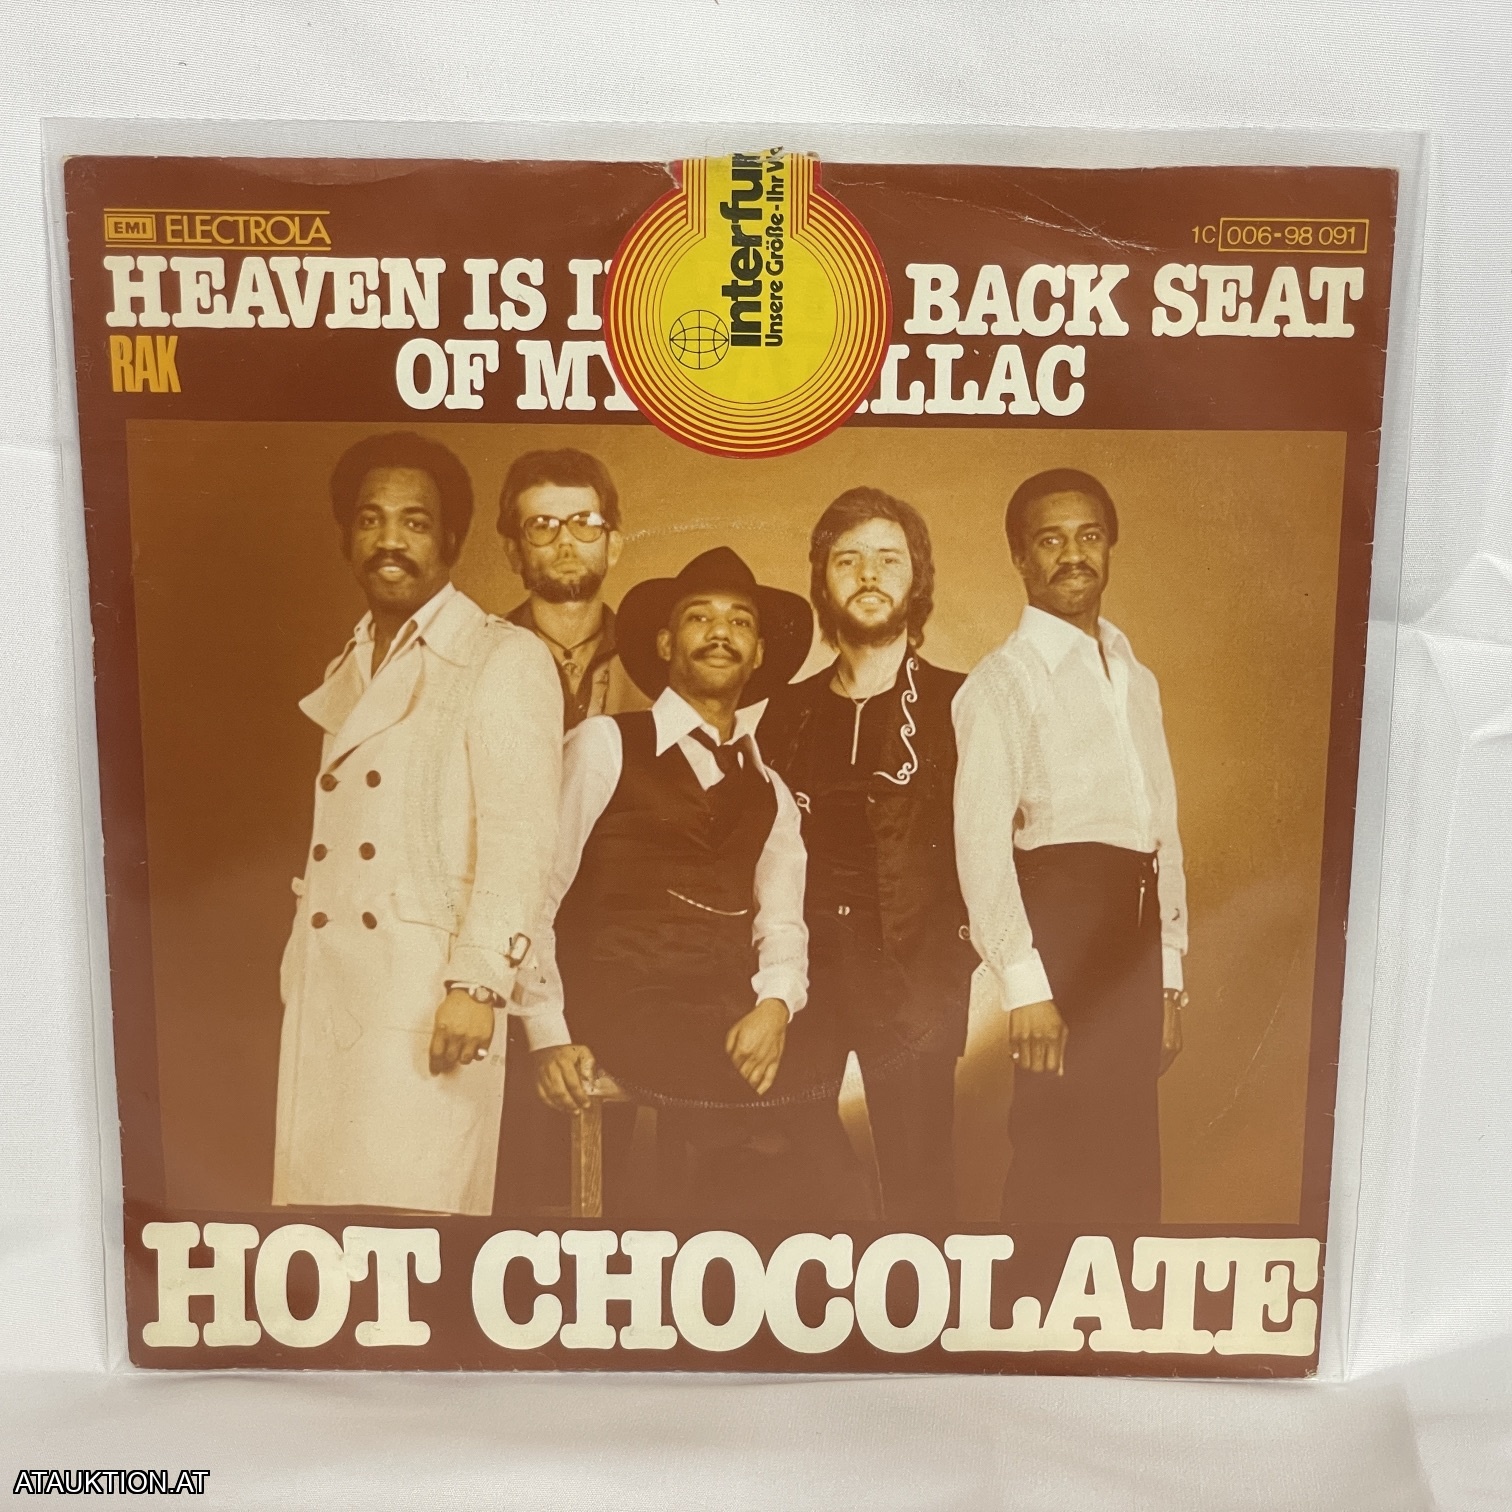 EMI ELECTROLA
1C 006-98 091
HEAVEN IS I BACK SEAT
RAK
OF MY ILLAC
Interfu
Unsere Größe-Ihr V
HOT CHOCOLATE
ATAUKTION.AT